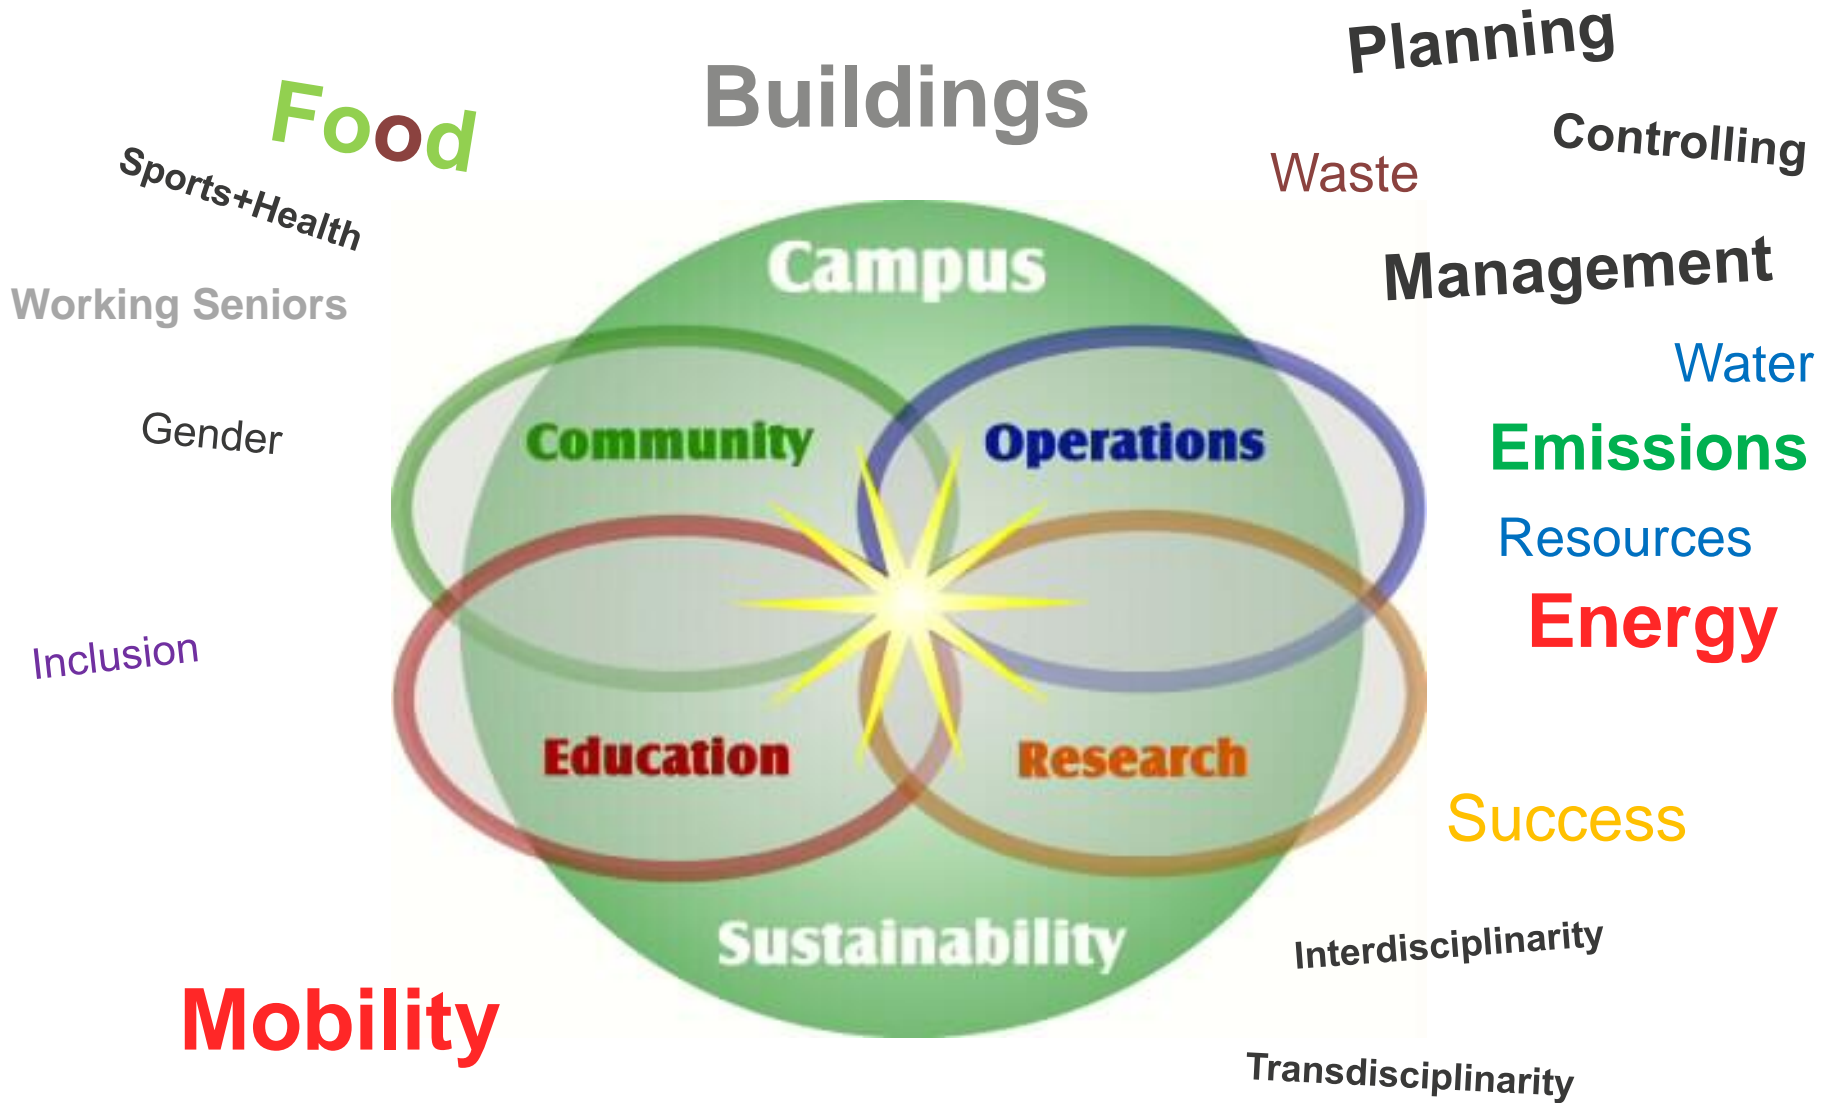 Planning
Buildings
Food
Controlling
Waste
Sports+Health
Campus
Management
Working Seniors
Water
Gender
Community
Operations
Emissions
Resources
Energy
Inclusion
Education
Research
Success
Sustainability
Interdisciplinarity
Mobility
Transdisciplinarity